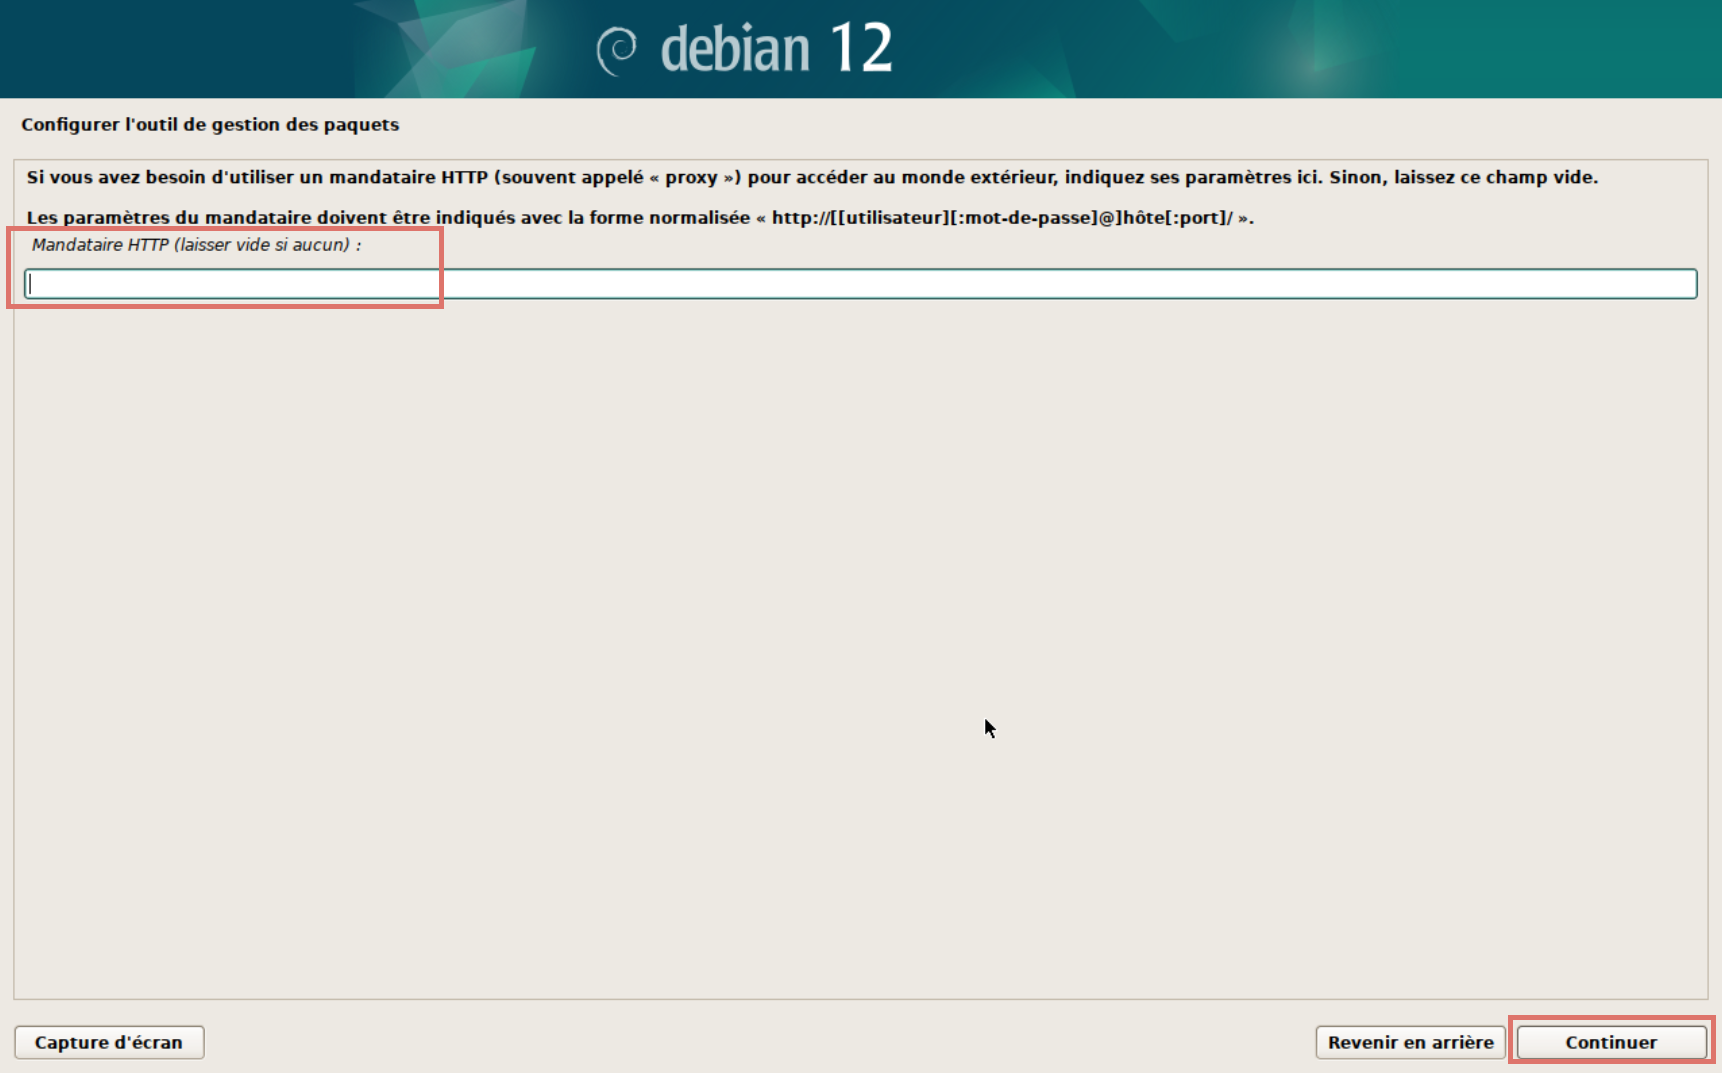 debian 12
Configurer l'outil de gestion des paquets
Si vous avez besoin d'utiliser un mandataire HTTP (souvent appelé « proxy ») pour accéder au monde extérieur, indiquez ses paramètres ici. Sinon, laissez ce champ vide.
Les paramètres du mandataire doivent être indiqués avec la forme normalisée « http://[[utilisateur][:mot-de-passe]@]hôte[:port]/ ».
Mandataire HTTP (laisser vide si aucun) :
Capture d'écran
Revenir en arrière
Continuer